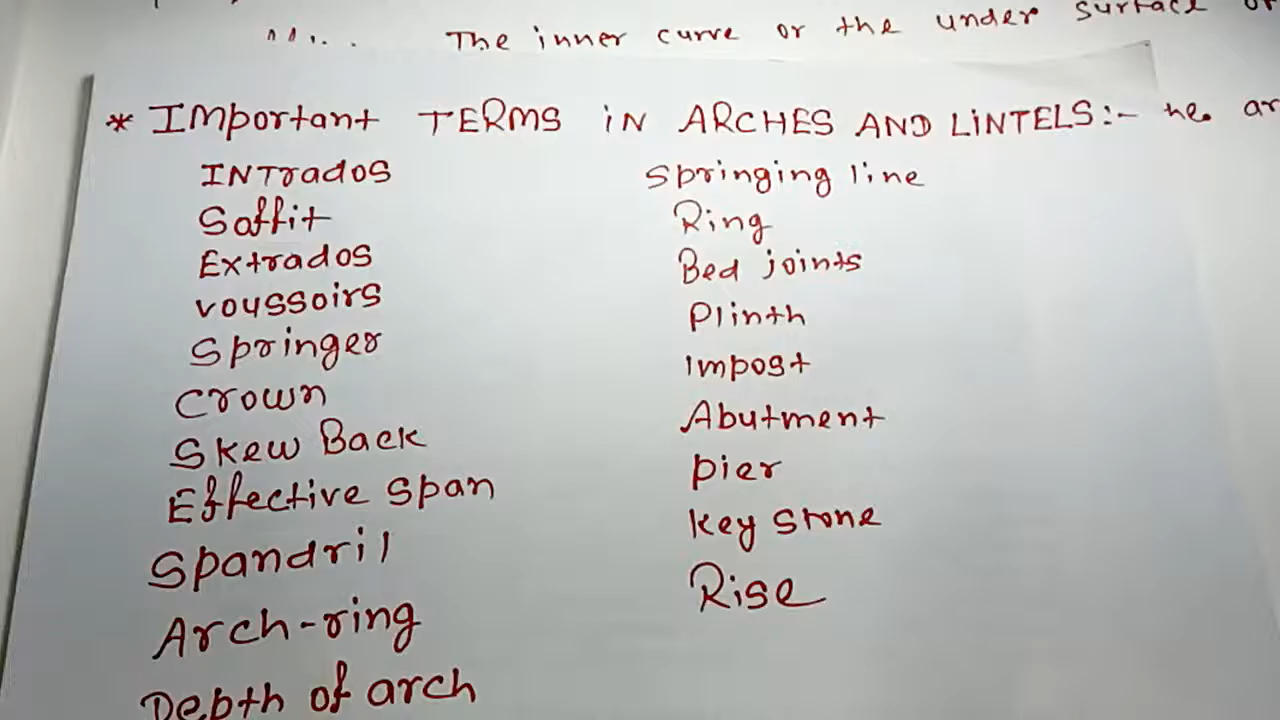 The inner curve or the under surface of
* Important TERMS iN ARCHES AND LiNTELS:- he ar
INTrados
Soffit
Extrados
voussoirs
Springer
Crown
Skew Back
Effective span
Spandril
Arch-ring
Depth of arch
Springing line
Ring
Bed joints
Plinth
Impost
Abutment
pier
key stone
Rise